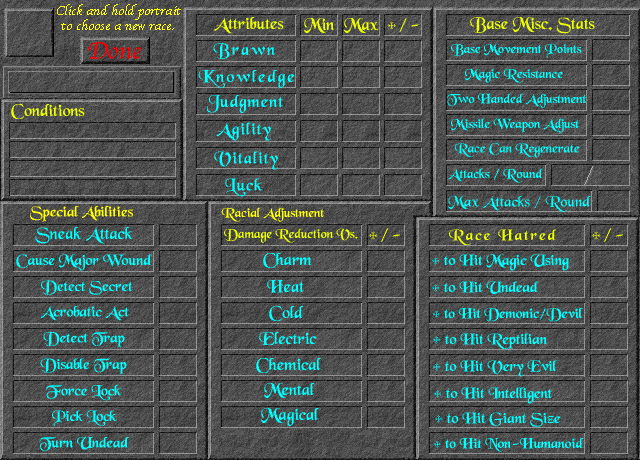 Click and hold portrait
to choose a new race.
Done
Conditions
Attributes Min Max + / -
Brawn
Knowledge
Judgment
Agility
Vitality
Luck
Base Misc. Stats
Base Movement Points
Magic Resistance
Two Handed Adjustment
Missile Weapon Adjust
Race Can Regenerate
Attacks / Round /
Max Attacks / Round
Special Abilities
Sneak Attack
Cause Major Wound
Detect Secret
Acrobatic Act
Detect Trap
Disable Trap
Force Lock
Pick Lock
Turn Undead
Racial Adjustment
Damage Reduction Vs. + / -
Charm
Heat
Cold
Electric
Chemical
Mental
Magical
Race Hatred + / -
+ to Hit Magic Using
+ to Hit Undead
+ to Hit Demonic/Devil
+ to Hit Reptilian
+ to Hit Very Evil
+ to Hit Intelligent
+ to Hit Giant Size
+ to Hit Non-Humanoid